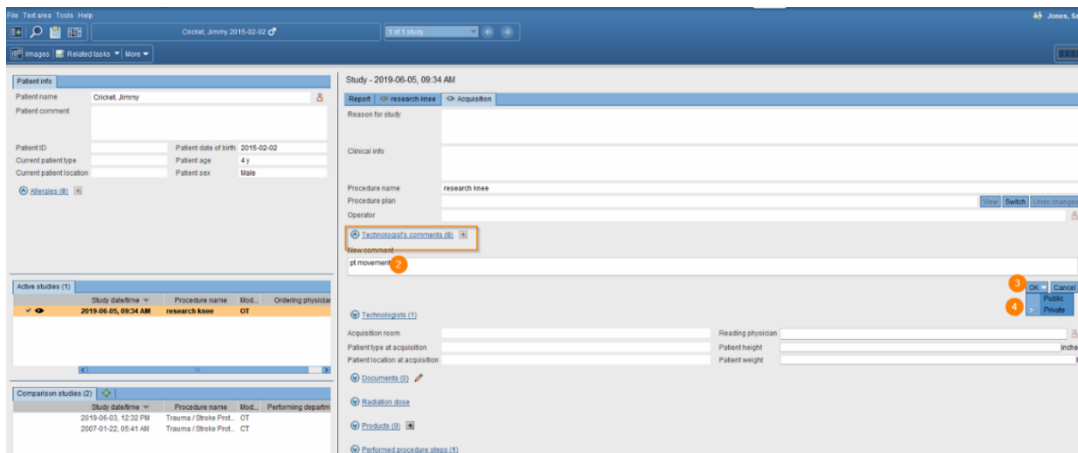 File Text area Tools Help
Jones, Se
Cricket, Jimmy 2015-02-02
1 of 1 study
Images Related tasks More
Patient info
Patient name Cricket, Jimmy
Patient comment
Patient ID Patient date of birth 2015-02-02
Current patient type Patient age 4 y
Current patient location Patient sex Male
Allergies (0)
Active studies (1)
Study date/time Procedure name Mod... Ordering physician
2019-06-05, 09:34 AM research knee OT
Comparison studies (2)
Study date/time Procedure name Mod... Performing departm
2019-06-03, 12:32 PM Trauma / Stroke Prot... OT
2007-01-22, 05:41 AM Trauma / Stroke Prot... CT
Study - 2019-06-05, 09:34 AM
Report research knee Acquisition
Reason for study
Clinical info
Procedure name research knee
Procedure plan View Switch Undo changes
Operator
Technologist's comments (0)
New comment
pt movement 2
3 OK Cancel
Public
4 Private
Technologists (1)
Acquisition room Reading physician
Patient type at acquisition Patient height inche
Patient location at acquisition Patient weight
Documents (0)
Radiation dose
Products (0)
Performed procedure steps (1)